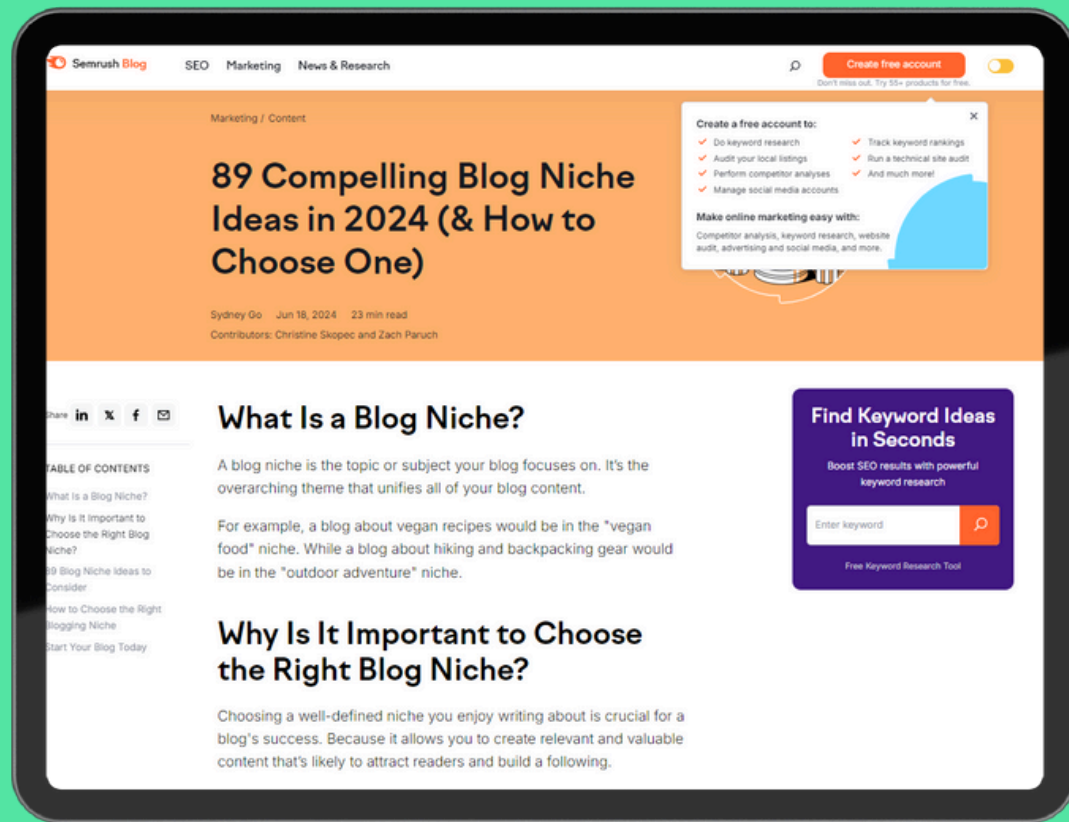 Semrush Blog
SEO Marketing News & Research
Create free account
Don't miss out. Try 55+ products for free.
Marketing / Content
89 Compelling Blog Niche
Ideas in 2024 (& How to
Choose One)
Sydney Go Jun 18, 2024 23 min read
Contributors: Christine Skopec and Zach Paruch
Create a free account to:
Do keyword research
Audit your local listings
Perform competitor analyses
Manage social media accounts
Track keyword rankings
Run a technical site audit
And much more!
Make online marketing easy with:
Competitor analysis, keyword research, website
audit, advertising and social media, and more.
Share
TABLE OF CONTENTS
What Is a Blog Niche?
Why Is It Important to
Choose the Right Blog
Niche?
89 Blog Niche Ideas to
Consider
How to Choose the Right
Blogging Niche
Start Your Blog Today
What Is a Blog Niche?
A blog niche is the topic or subject your blog focuses on. It's the
overarching theme that unifies all of your blog content.
For example, a blog about vegan recipes would be in the "vegan
food" niche. While a blog about hiking and backpacking gear would
be in the "outdoor adventure" niche.
Why Is It Important to Choose
the Right Blog Niche?
Choosing a well-defined niche you enjoy writing about is crucial for a
blog's success. Because it allows you to create relevant and valuable
content that's likely to attract readers and build a following.
Find Keyword Ideas
in Seconds
Boost SEO results with powerful
keyword research
Enter keyword
Free Keyword Research Tool